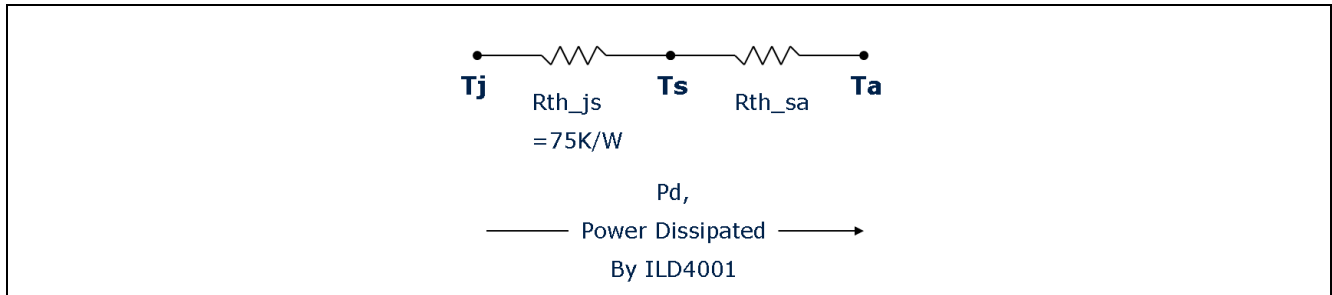 Tj Ts Ta
Rth_js Rth_sa
=75K/W
Pd,
Power Dissipated
By ILD4001